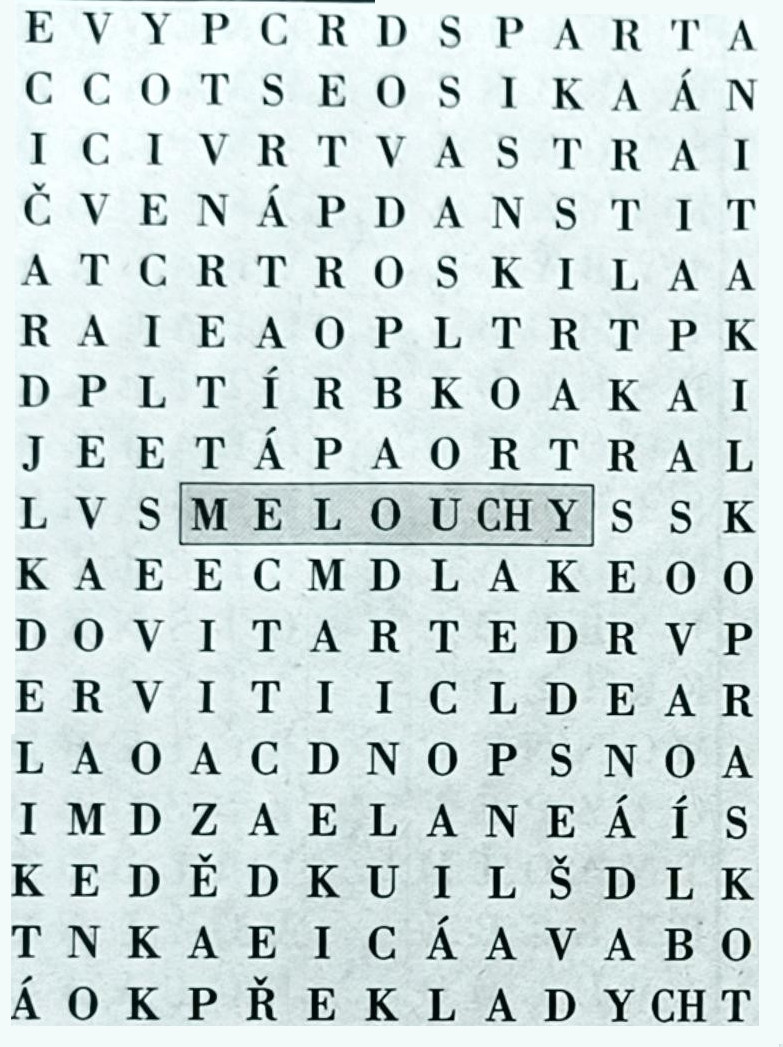 E V Y P C R D S P A R T A
C C O T S E O S I K A Á N
I C I V R T V A S T R A I
Č V E N Á P D A N S T I T
A T C R T R O S K I L A A
R A I E A O P L T R T P K
D P L T Í R B K O A K A I
J E E T Á P A O R T R A L
L V S M E L O U CH Y S S K
K A E E C M D L A K E O O
D O V I T A R T E D R V P
E R V I T I I C L D E A R
L A O A C D N O P S N O A
I M D Z A E L A N E Á Í S
K E D Ě D K U I L Š D L K
T N K A E I C Á A V A B O
Á O K P Ř E K L A D Y CH T